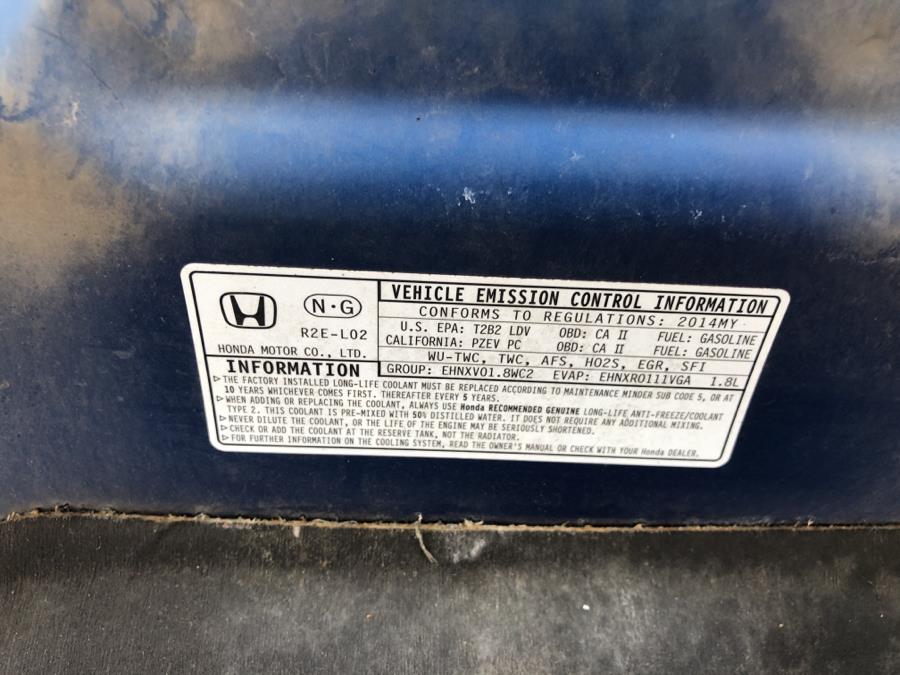 N·G
R2E-L02
HONDA MOTOR CO., LTD.
VEHICLE EMISSION CONTROL INFORMATION
CONFORMS TO REGULATIONS: 2014MY
U.S. EPA: T2B2 LDV OBD: CA II FUEL: GASOLINE
CALIFORNIA: PZEV PC OBD: CA II FUEL: GASOLINE
WU-TWC, TWC, AFS, HO2S, EGR, SFI
GROUP: EHNXV01.8WC2 EVAP: EHNXR0111VGA 1.8L
INFORMATION
▷THE FACTORY INSTALLED LONG-LIFE COOLANT MUST BE REPLACED ACCORDING TO MAINTENANCE MINDER SUB CODE 5, OR AT
10 YEARS WHICHEVER COMES FIRST. THEREAFTER EVERY 5 YEARS.
▷WHEN ADDING OR REPLACING THE COOLANT, ALWAYS USE Honda RECOMMENDED GENUINE LONG-LIFE ANTI-FREEZE/COOLANT
TYPE 2. THIS COOLANT IS PRE-MIXED WITH 50% DISTILLED WATER. IT DOES NOT REQUIRE ANY ADDITIONAL MIXING.
▷NEVER DILUTE THE COOLANT, OR THE LIFE OF THE ENGINE MAY BE SERIOUSLY SHORTENED.
▷CHECK OR ADD THE COOLANT AT THE RESERVE TANK, NOT THE RADIATOR.
▷FOR FURTHER INFORMATION ON THE COOLING SYSTEM, READ THE OWNER'S MANUAL OR CHECK WITH YOUR Honda DEALER.